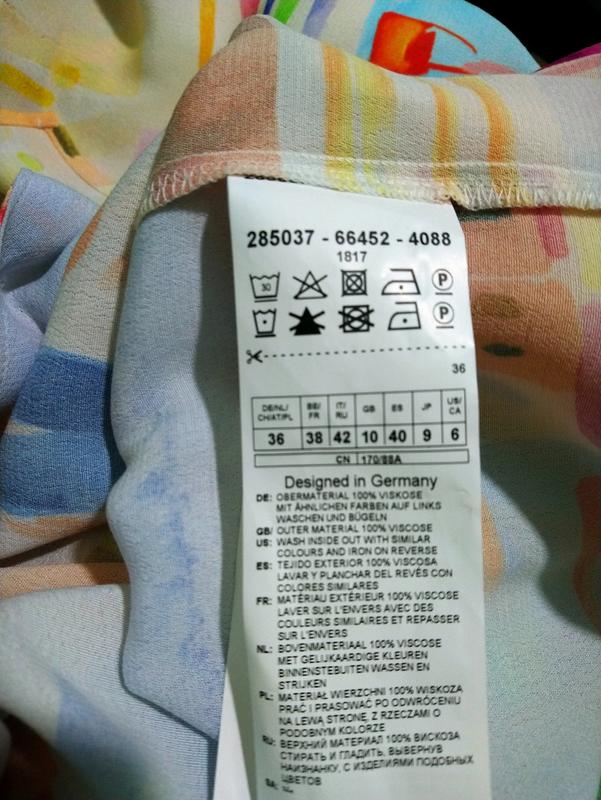 285037 - 66452 - 4088
1817
30 P
P
36
DE/NL/ CH/AT/PL BE/ FR IT/ RU GB ES JP US/ CA
36 38 42 10 40 9 6
CN 170/88A
Designed in Germany
DE: OBERMATERIAL 100% VISKOSE
MIT ÄHNLICHEN FARBEN AUF LINKS
WASCHEN UND BÜGELN
GB/ OUTER MATERIAL 100% VISCOSE
US: WASH INSIDE OUT WITH SIMILAR
COLOURS AND IRON ON REVERSE
ES: TEJIDO EXTERIOR 100% VISCOSA
LAVAR Y PLANCHAR DEL REVÉS CON
COLORES SIMILARES
FR: MATÉRIAU EXTÉRIEUR 100% VISCOSE
LAVER SUR L'ENVERS AVEC DES
COULEURS SIMILAIRES ET REPASSER
SUR L'ENVERS
NL: BOVENMATERIAAL 100% VISCOSE
MET GELIJKAARDIGE KLEUREN
BINNENSTEBUITEN WASSEN EN
STRIJKEN
PL: MATERIAŁ WIERZCHNI 100% WISKOZA
PRAĆ I PRASOWAĆ PO ODWRÓCENIU
NA LEWĄ STRONĘ, Z RZECZAMI O
PODOBNYM KOLORZE
RU: ВЕРХНИЙ МАТЕРИАЛ 100% ВИСКОЗА
СТИРАТЬ И ГЛАДИТЬ, ВЫВЕРНУВ
НАИЗНАНКУ, С ИЗДЕЛИЯМИ ПОДОБНЫХ
ЦВЕТОВ
SA: